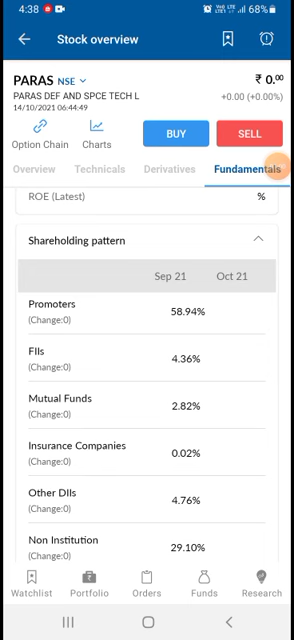 4:38
68%
Stock overview
PARAS NSE
₹ 0.00
PARAS DEF AND SPCE TECH L
+0.00 (+0.00%)
14/10/2021 06:44:49
Option Chain
Charts
BUY
SELL
Overview
Technicals
Derivatives
Fundamentals
ROE (Latest)
%
Shareholding pattern
Sep 21
Oct 21
Promoters
(Change:0)
58.94%
FIIs
(Change:0)
4.36%
Mutual Funds
(Change:0)
2.82%
Insurance Companies
(Change:0)
0.02%
Other DIIs
(Change:0)
4.76%
Non Institution
(Change:0)
29.10%
Watchlist
Portfolio
Orders
Funds
Research